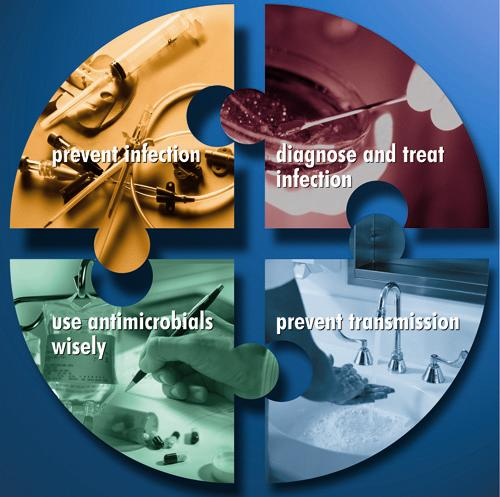 prevent infection
diagnose and treat
infection
use antimicrobials
wisely
prevent transmission